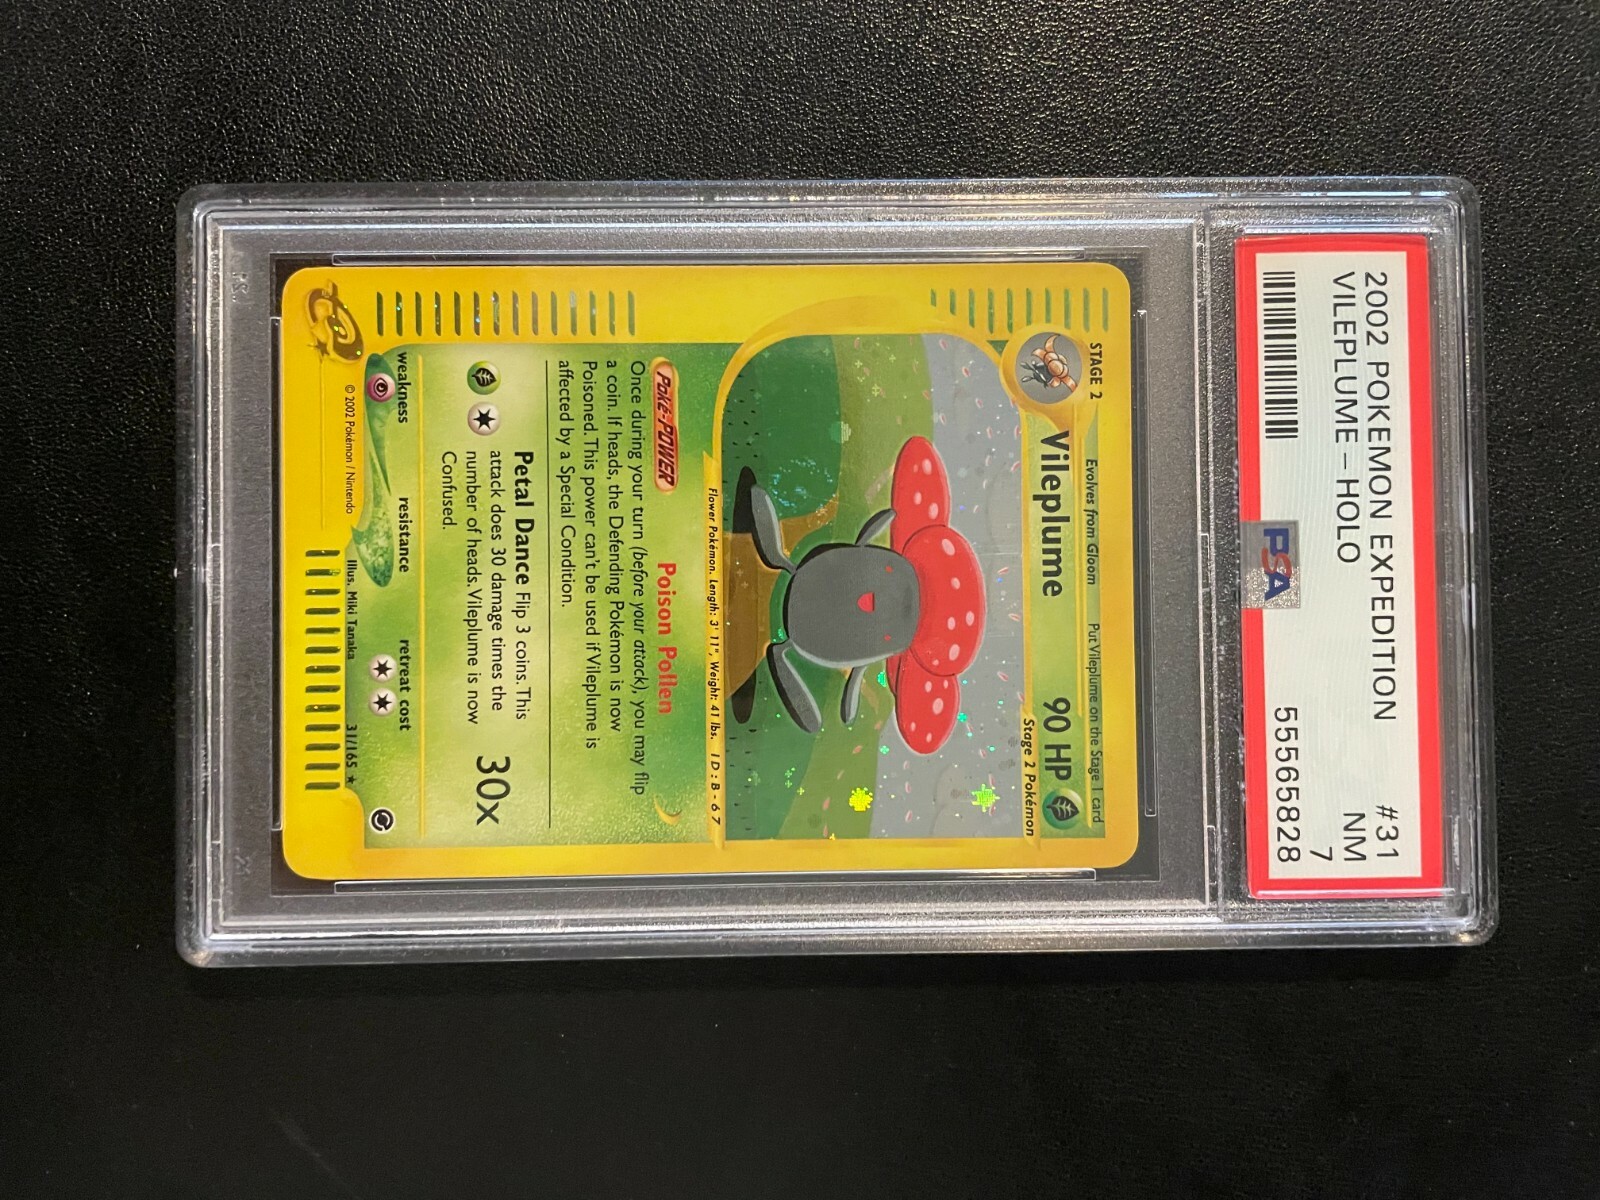 2002 POKEMON EXPEDITION #31
VILEPLUME-HOLO NM
7
PSA 55565828
STAGE 2 Evolves from Gloom Put Vileplume on the Stage 1 card
Vileplume 90 HP
Stage 2 Pokémon
Flower Pokémon. Length: 3' 11", Weight: 41 lbs. ID: B-67
Poké-POWER Poison Pollen
Once during your turn (before your attack), you may flip
a coin. If heads, the Defending Pokémon is now
Poisoned. This power can't be used if Vileplume is
affected by a Special Condition.
Petal Dance Flip 3 coins. This
attack does 30 damage times the
number of heads. Vileplume is now
Confused.
30x
weakness resistance retreat cost
© 2002 Pokémon / Nintendo Illus. Miki Tanaka 31/165 ★